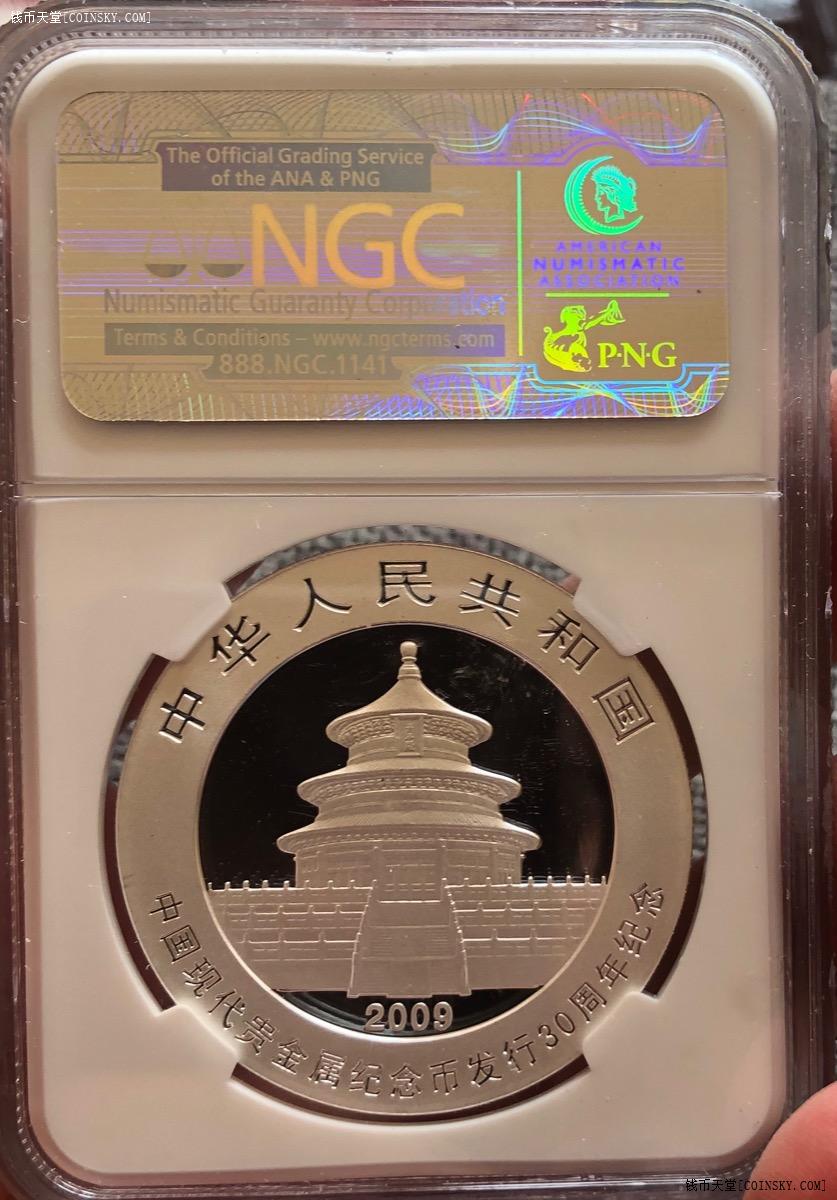 钱币天堂[COINSKY.COM]
The Official Grading Service
of the ANA & PNG
NGC
Numismatic Guaranty Corporation
Terms & Conditions – www.ngcterms.com
888.NGC.1141
AMERICAN
NUMISMATIC
ASSOCIATION
P·N·G
中华人民共和国
2009
中国现代贵金属纪念币发行30周年纪念
钱币天堂[COINSKY.COM]